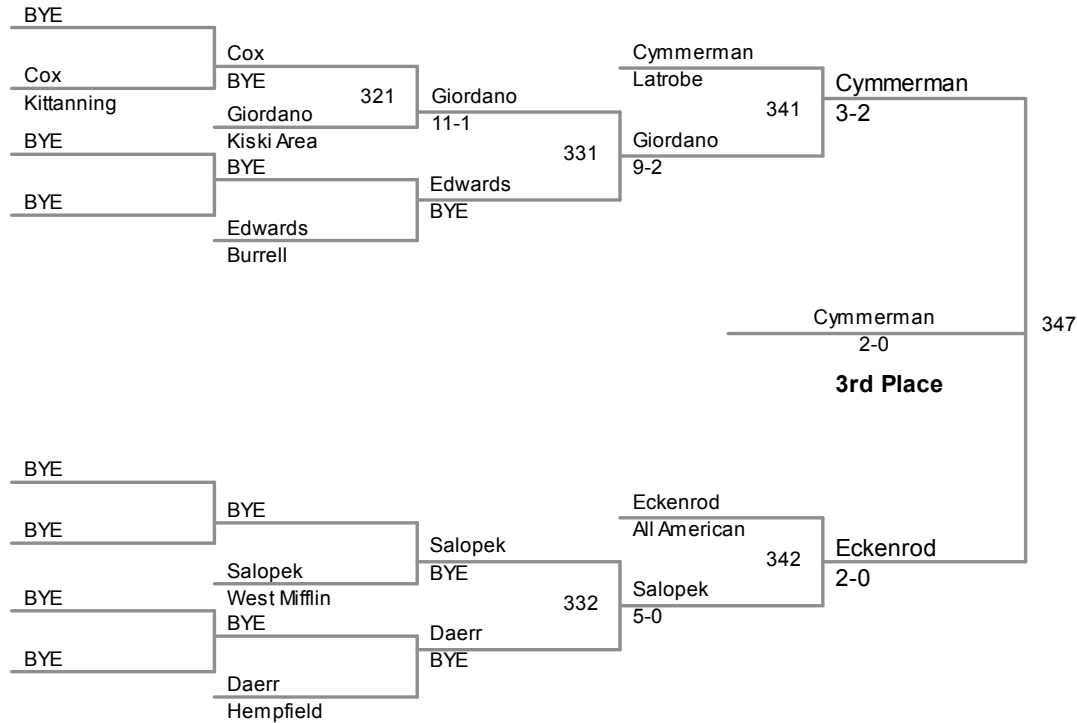 BYE
Cox
Kittanning
BYE
BYE
Cox
BYE
Giordano
Kiski Area
BYE
Edwards
Burrell
321
Giordano
11-1
Edwards
BYE
331
Cymmerman
Latrobe
Giordano
9-2
341
Cymmerman
3-2
Cymmerman
2-0
3rd Place
347
BYE
BYE
BYE
BYE
BYE
Salopek
West Mifflin
BYE
Daerr
Hempfield
Salopek
BYE
Daerr
BYE
332
Eckenrod
All American
Salopek
5-0
342
Eckenrod
2-0